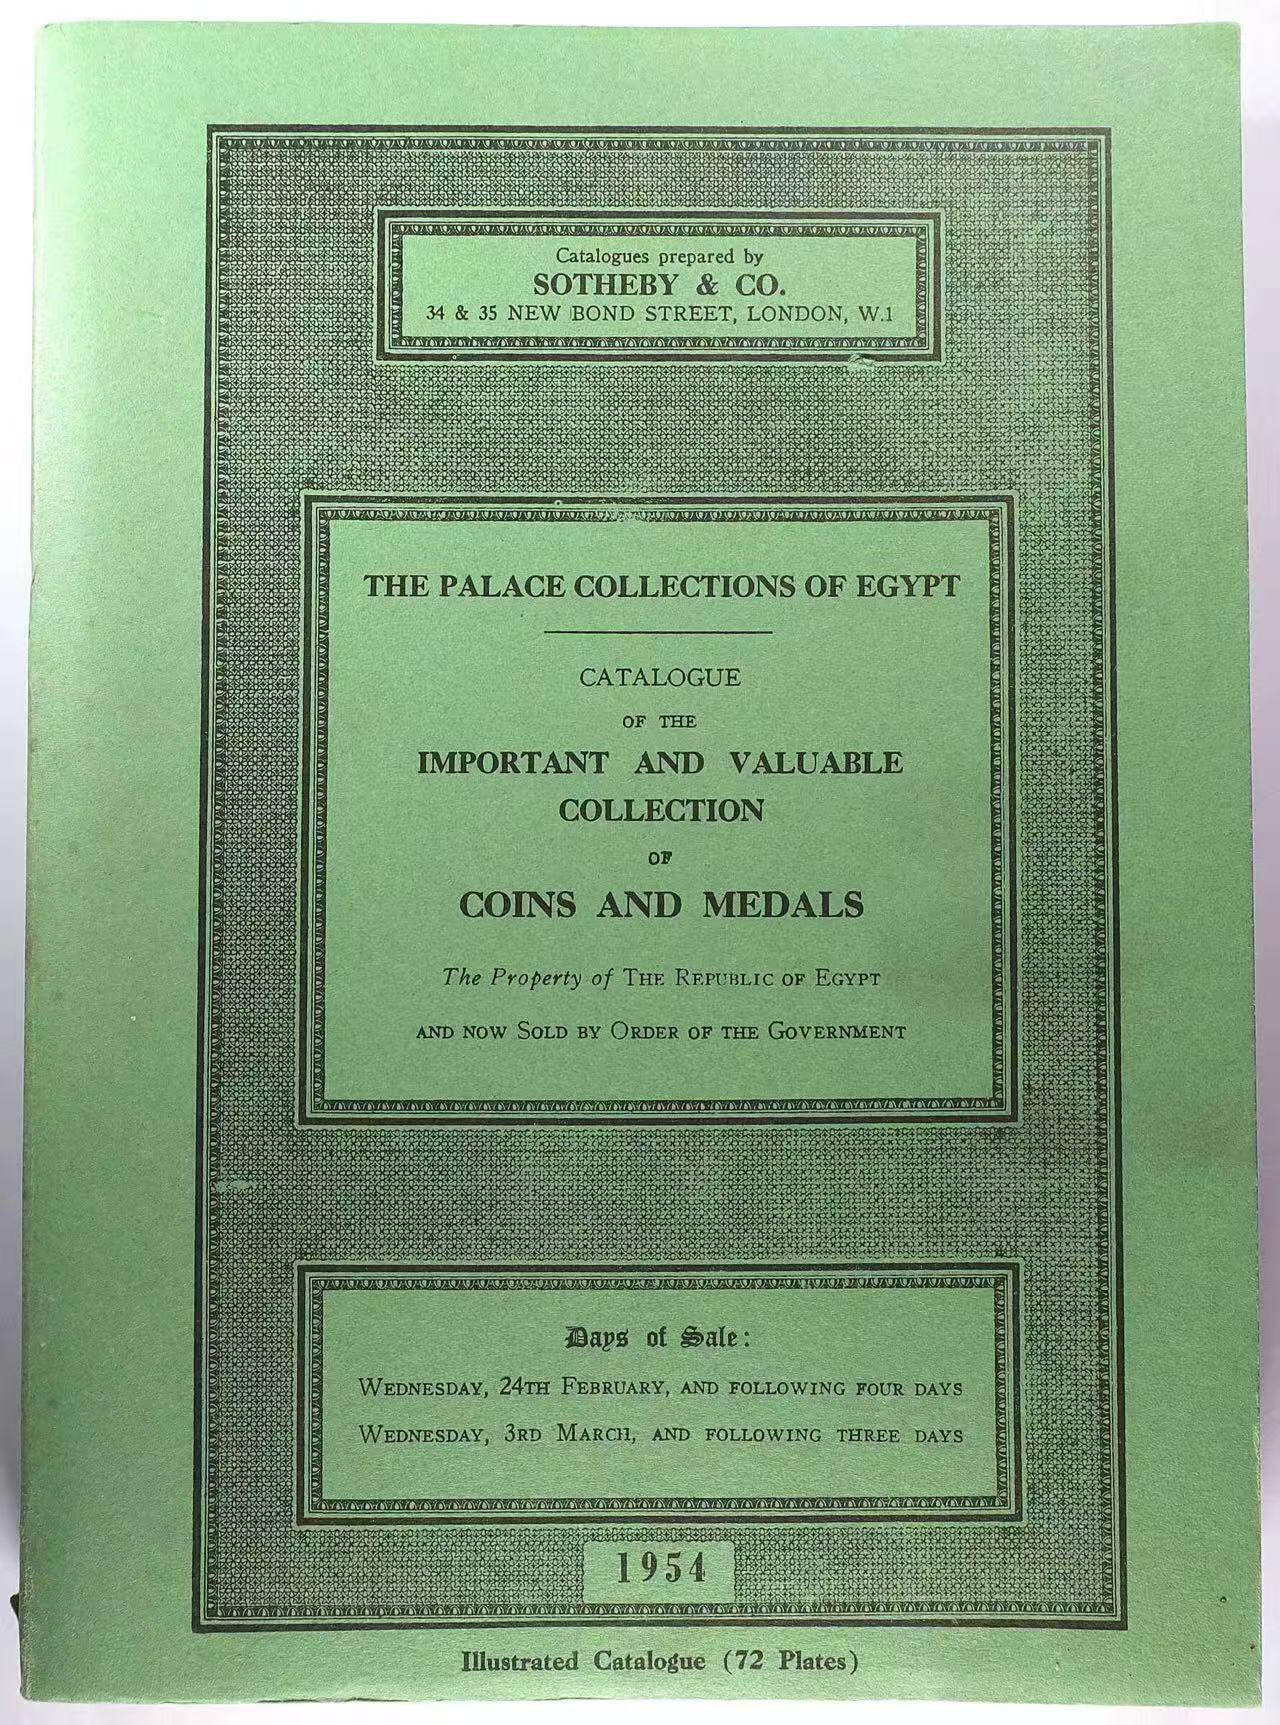 Catalogues prepared by
SOTHEBY & CO.
34 & 35 NEW BOND STREET, LONDON, W.1
THE PALACE COLLECTIONS OF EGYPT
CATALOGUE
OF THE
IMPORTANT AND VALUABLE
COLLECTION
OF
COINS AND MEDALS
The Property of THE REPUBLIC OF EGYPT
AND NOW SOLD BY ORDER OF THE GOVERNMENT
Days of Sale:
WEDNESDAY, 24TH FEBRUARY, AND FOLLOWING FOUR DAYS
WEDNESDAY, 3RD MARCH, AND FOLLOWING THREE DAYS
1954
Illustrated Catalogue (72 Plates)